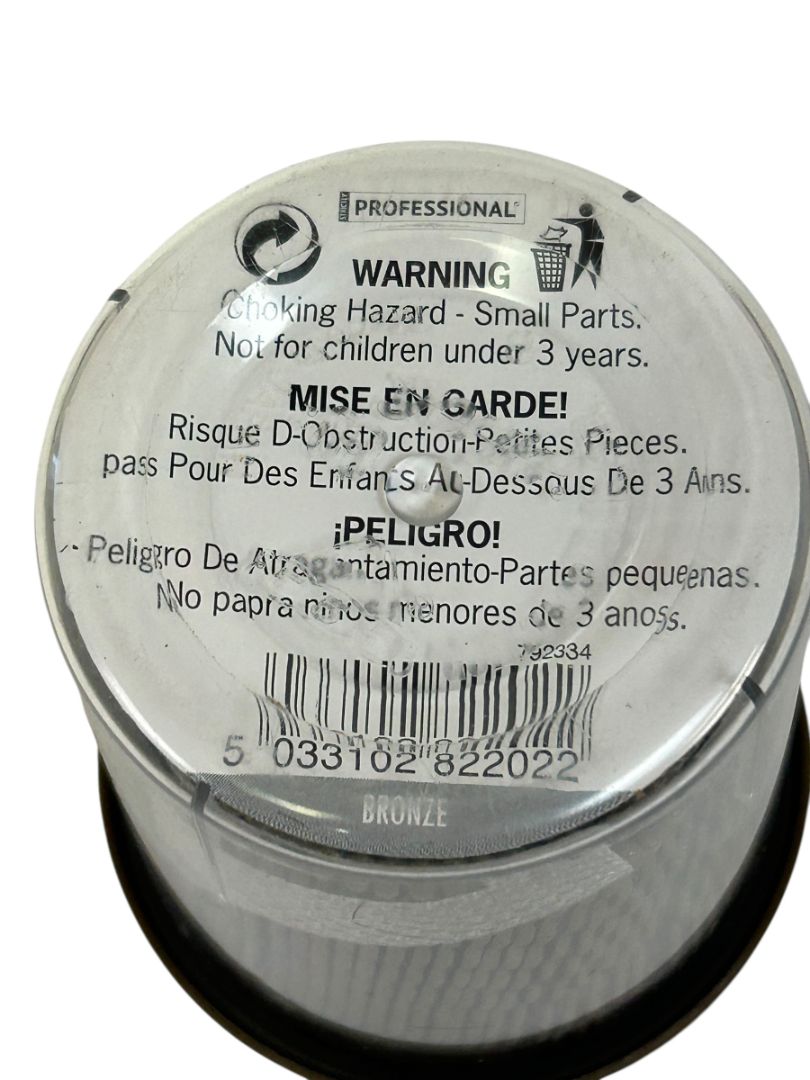 STRICTLY PROFESSIONAL
WARNING
Choking Hazard - Small Parts.
Not for children under 3 years.
MISE EN GARDE!
Risque D-Obstruction-Petites Pieces.
pass Pour Des Enfants Au-Dessous De 3 Ans.
¡PELIGRO!
Peligro De Atragantamiento-Partes pequeenas.
No papra ninos menores de 3 anos.
792334
5 033102 822022
BRONZE